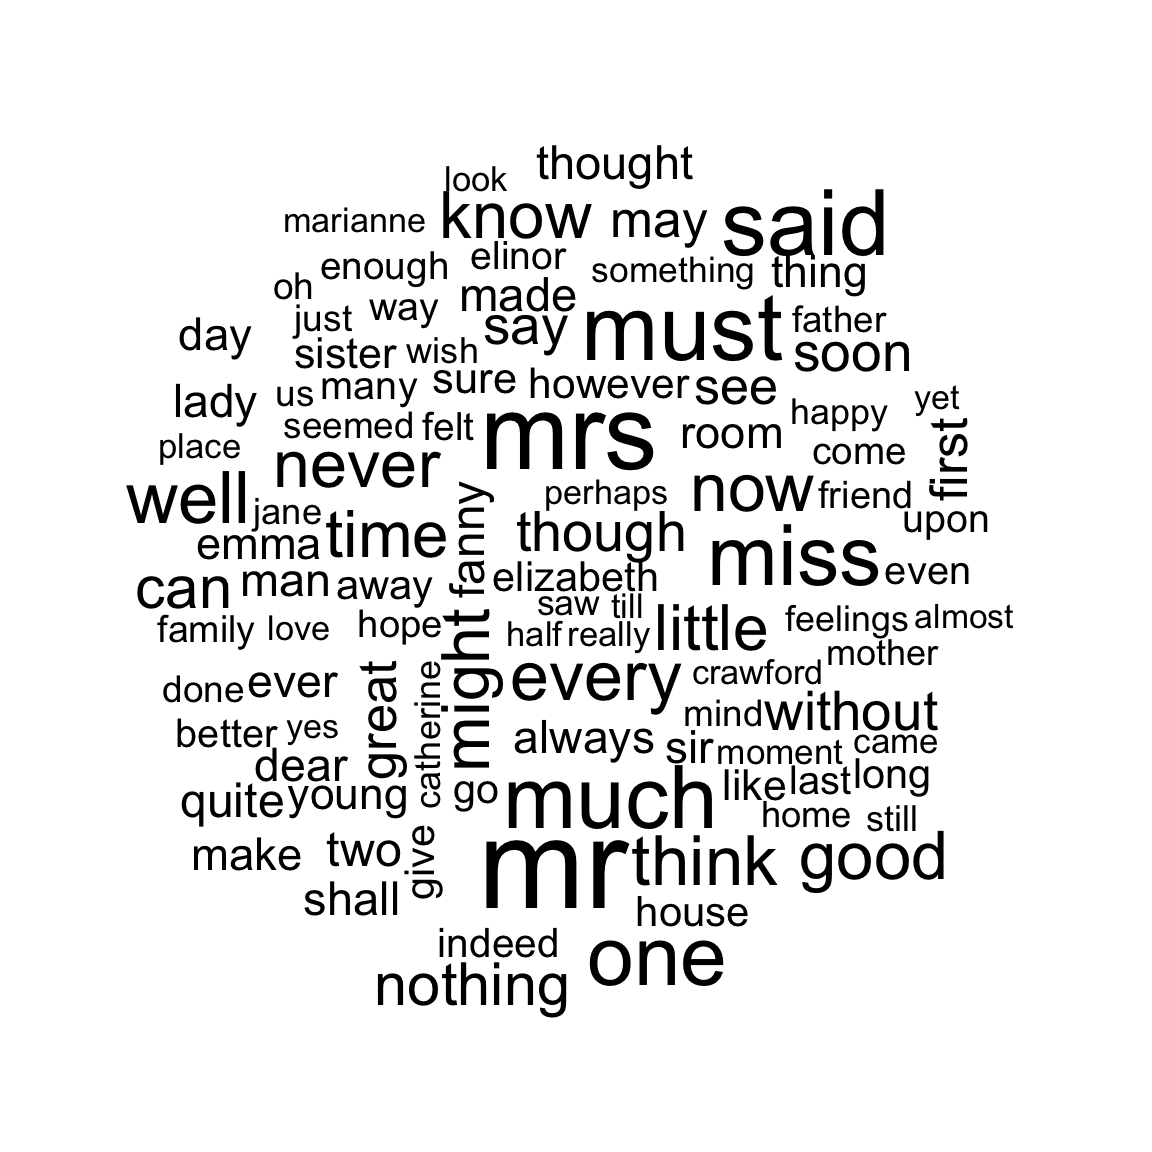 thought
look
marianne know may said
enough elinor something thing
oh just way made
day say must father
sister wish soon
lady us many sure however see
seemed felt mrs room happy yet
place never come first
well jane perhaps now friend
emma time fanny though miss upon
can man away elizabeth even
saw till
family love hope half really little feelings almost
mother
done ever great catherine might every crawford
mind without
better yes always sir moment came
dear
quite young go much like last long
home still
make two give mr think good
shall house
indeed
nothing one